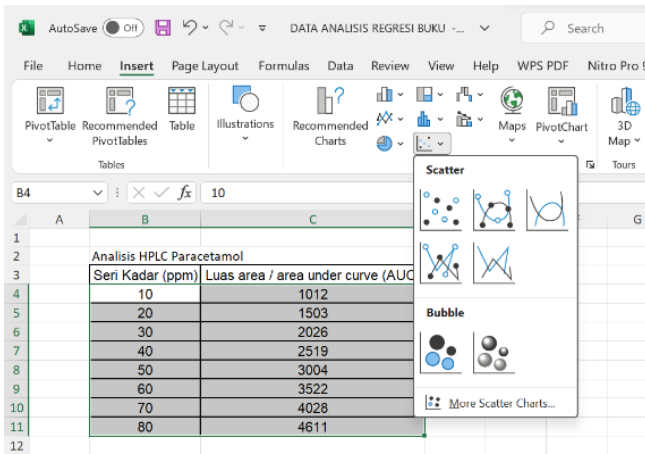 AutoSave Off DATA ANALISIS REGRESI BUKU -... Search
File Home Insert Page Layout Formulas Data Review View Help WPS PDF Nitro Pro 9
PivotTable Recommended PivotTables Table Illustrations Recommended Charts Maps PivotChart 3D Map
Tables Tours
B4 fx 10
A B C G
1
2 Analisis HPLC Paracetamol
3 Seri Kadar (ppm) Luas area / area under curve (AUC
4 10 1012
5 20 1503
6 30 2026
7 40 2519
8 50 3004
9 60 3522
10 70 4028
11 80 4611
12
Scatter
Bubble
More Scatter Charts...